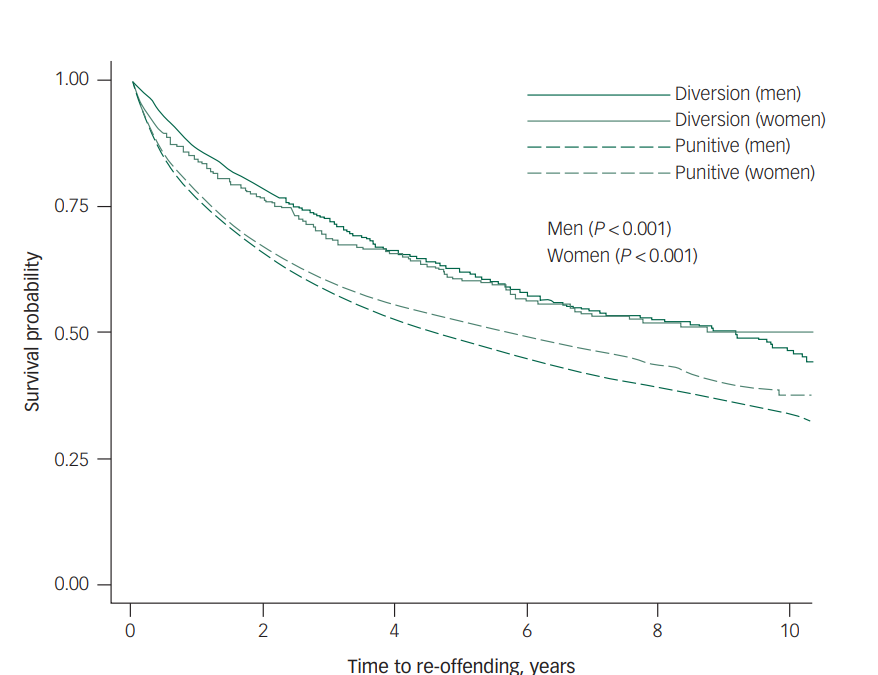 1.00
0.75
0.50
0.25
0.00
Survival probability
Diversion (men)
Diversion (women)
Punitive (men)
Punitive (women)
Men (P < 0.001)
Women (P < 0.001)
0 2 4 6 8 10
Time to re-offending, years